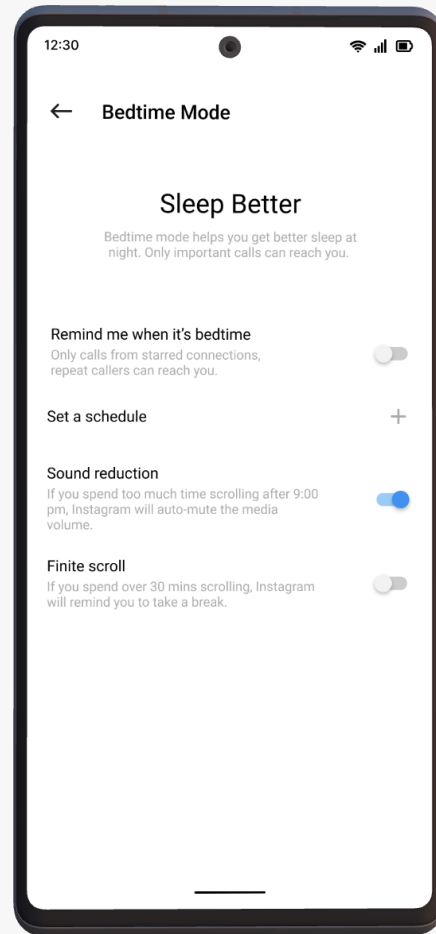 12:30
Bedtime Mode
Sleep Better
Bedtime mode helps you get better sleep at
night. Only important calls can reach you.
Remind me when it's bedtime
Only calls from starred connections,
repeat callers can reach you.
Set a schedule
Sound reduction
If you spend too much time scrolling after 9:00
pm, Instagram will auto-mute the media
volume.
Finite scroll
If you spend over 30 mins scrolling, Instagram
will remind you to take a break.